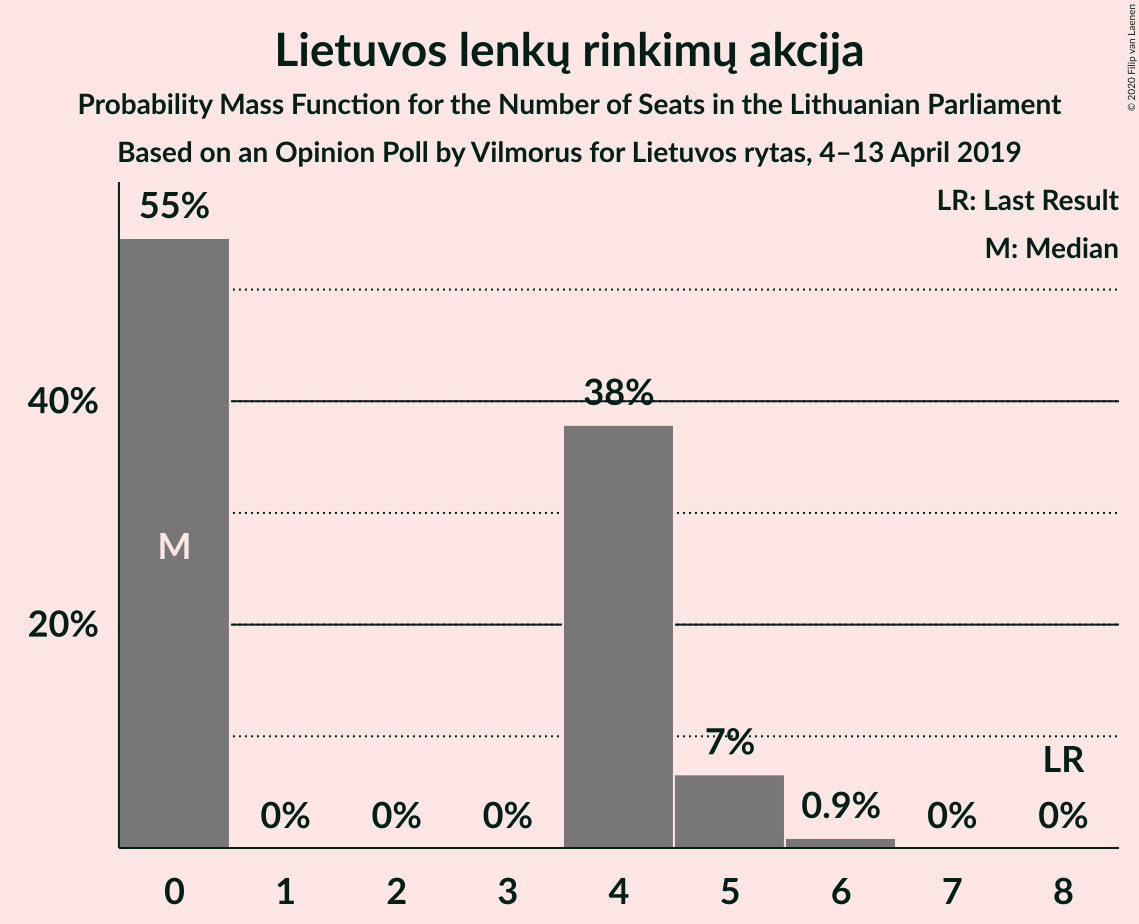 Lietuvos lenkų rinkimų akcija
Probability Mass Function for the Number of Seats in the Lithuanian Parliament
Based on an Opinion Poll by Vilmorus for Lietuvos rytas, 4–13 April 2019
© 2020 Filip van Laenen
LR: Last Result
M: Median
55%
40%
38%
M
20%
7%
LR
0%
0%
0%
0.9%
0%
0%
0
1
2
3
4
5
6
7
8